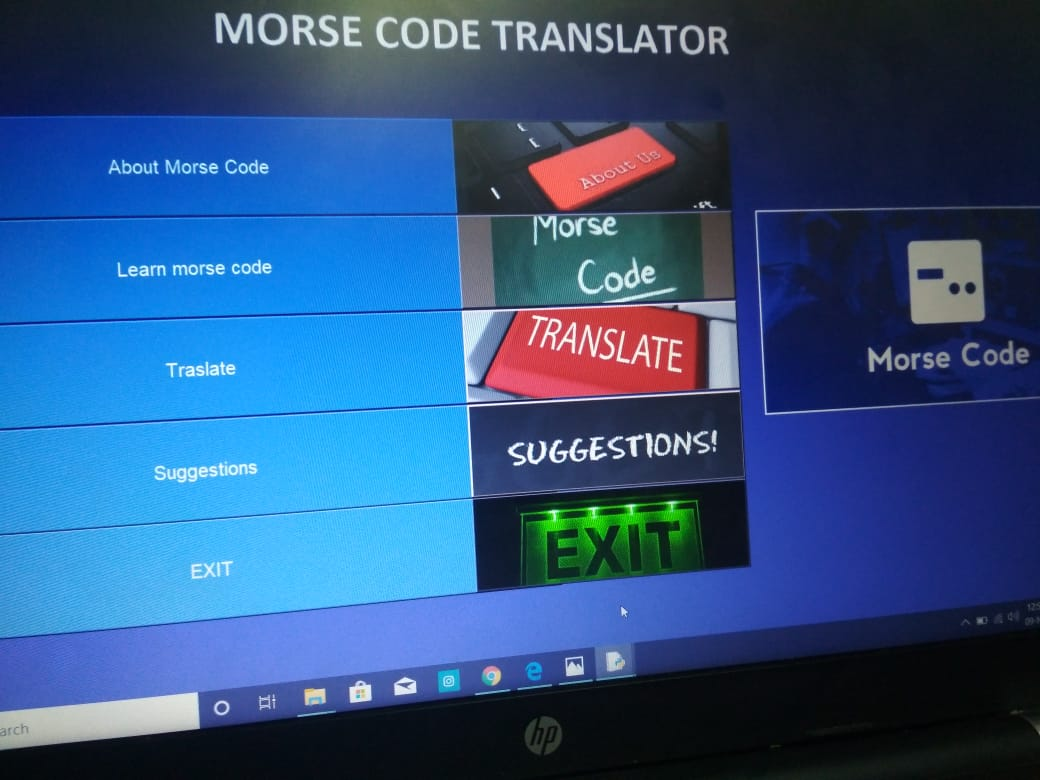 MORSE CODE TRANSLATOR
About Morse Code
About Us
Learn morse code
Morse
Code
Traslate
TRANSLATE
Morse Code
Suggestions
SUGGESTIONS!
EXIT
EXIT
arch
hp